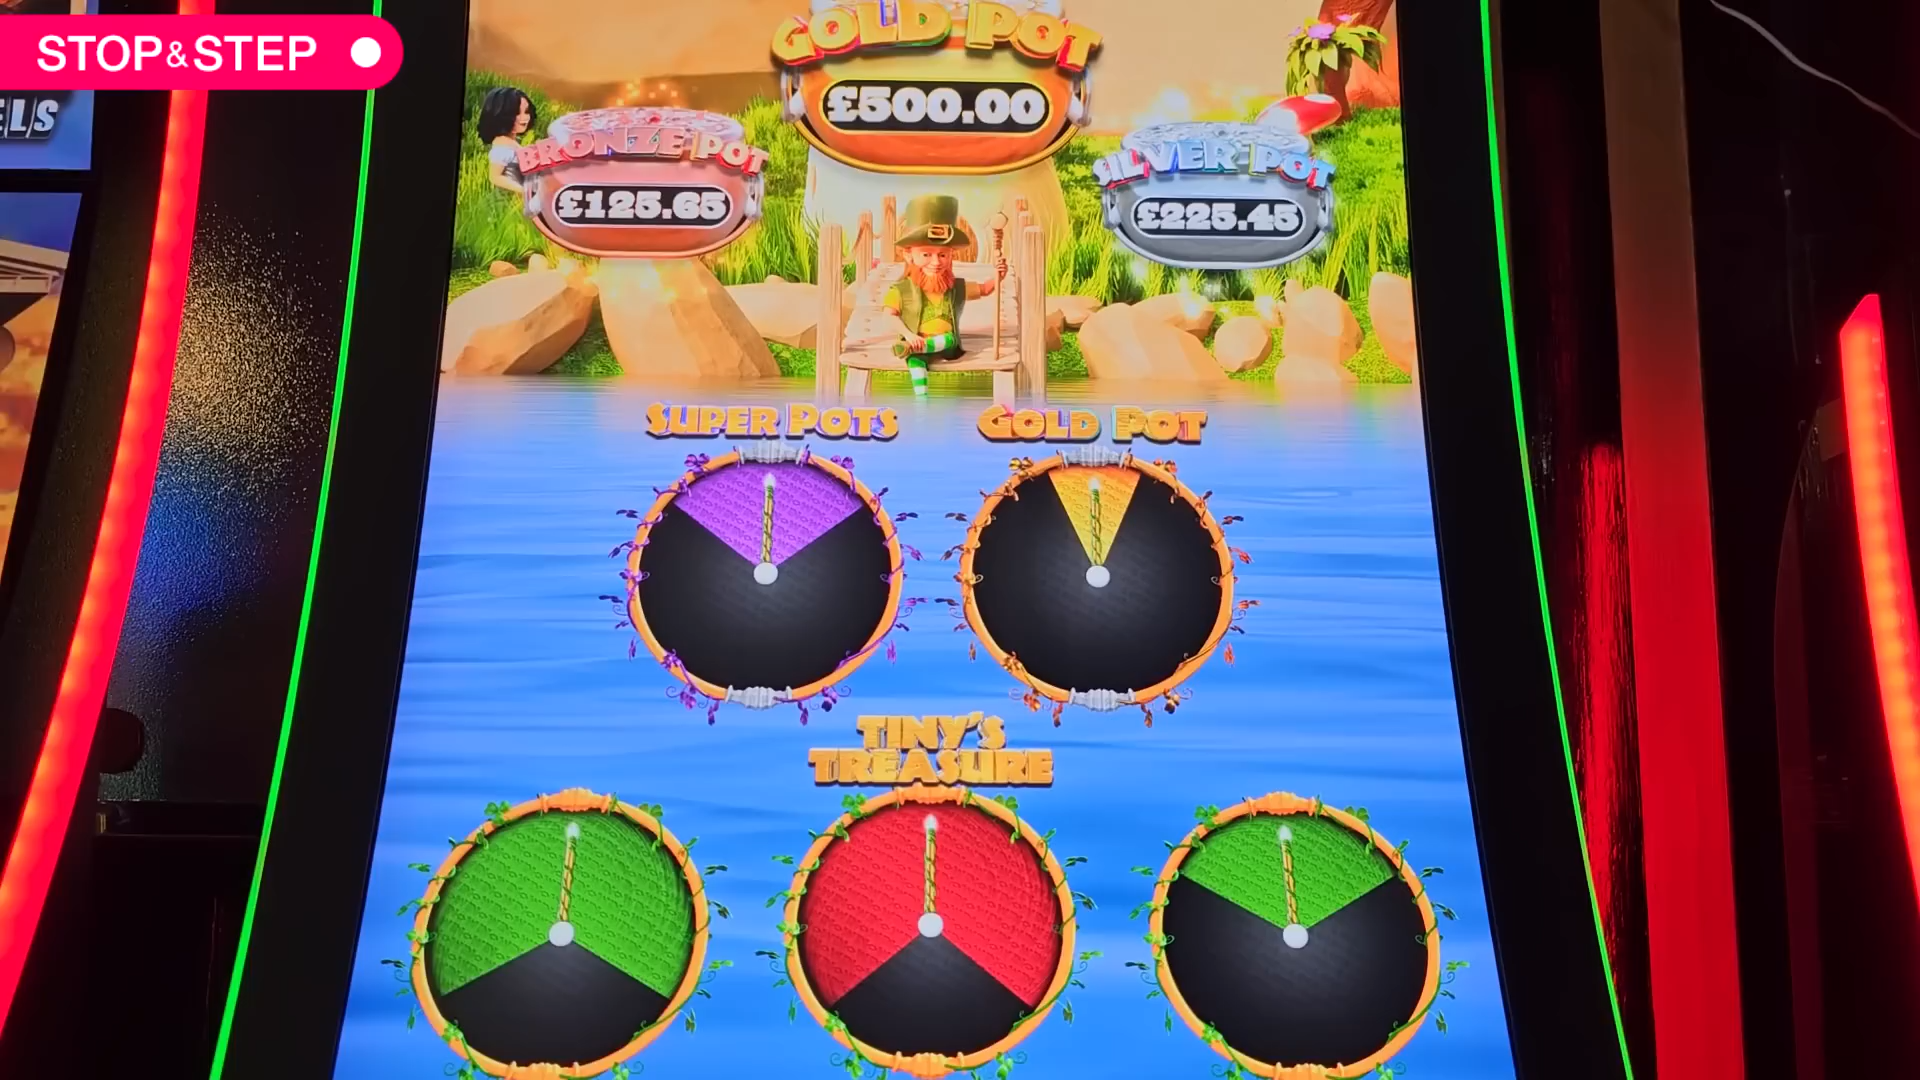 STOP&STEP
ELS
GOLD POT
£500.00
BRONZE POT
£125.65
SILVER POT
£225.45
SUPER POTS
GOLD POT
TINY'S
TREASURE